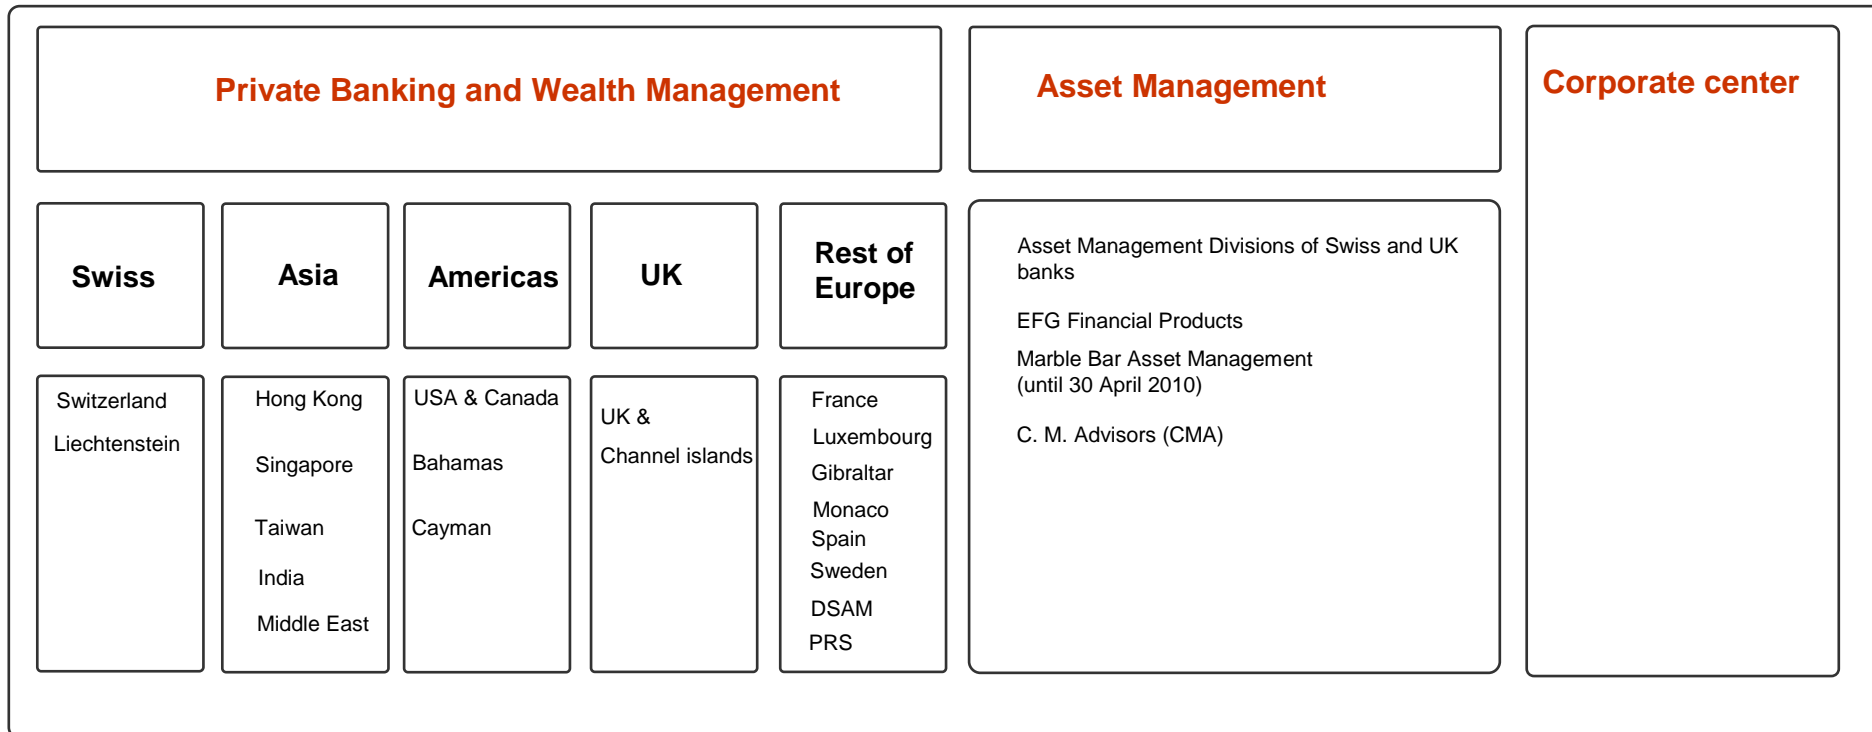 Private Banking and Wealth Management
Asset Management
Corporate center
Swiss
Asia
Americas
UK
Rest of
Europe
Switzerland
Liechtenstein
Hong Kong
Singapore
Taiwan
India
Middle East
USA & Canada
Bahamas
Cayman
UK &
Channel islands
France
Luxembourg
Gibraltar
Monaco
Spain
Sweden
DSAM
PRS
Asset Management Divisions of Swiss and UK
banks
EFG Financial Products
Marble Bar Asset Management
(until 30 April 2010)
C. M. Advisors (CMA)